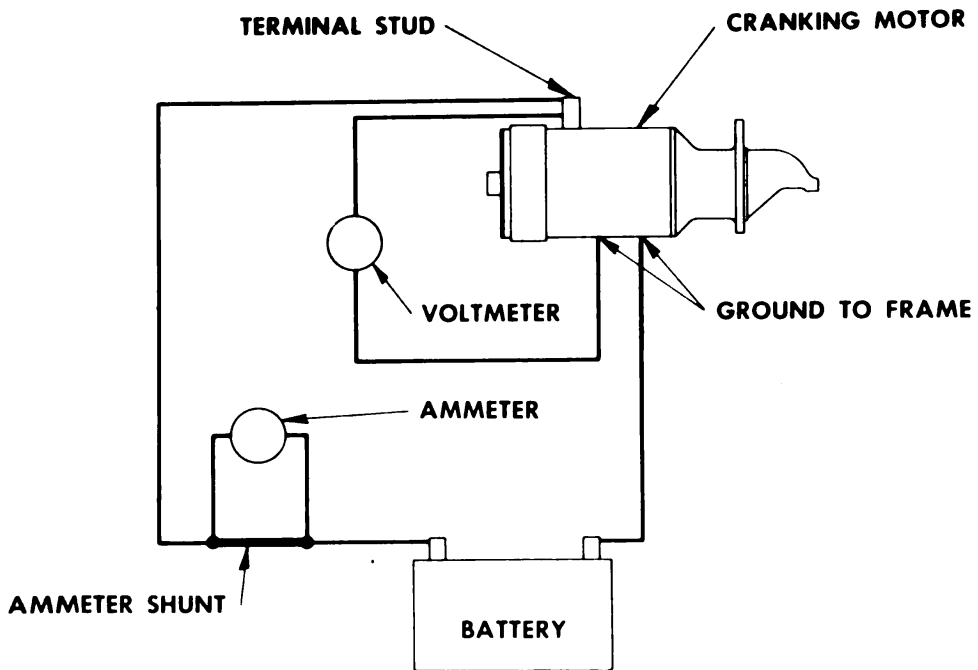 TERMINAL STUD
CRANKING MOTOR
VOLTMETER
GROUND TO FRAME
AMMETER
AMMETER SHUNT
BATTERY